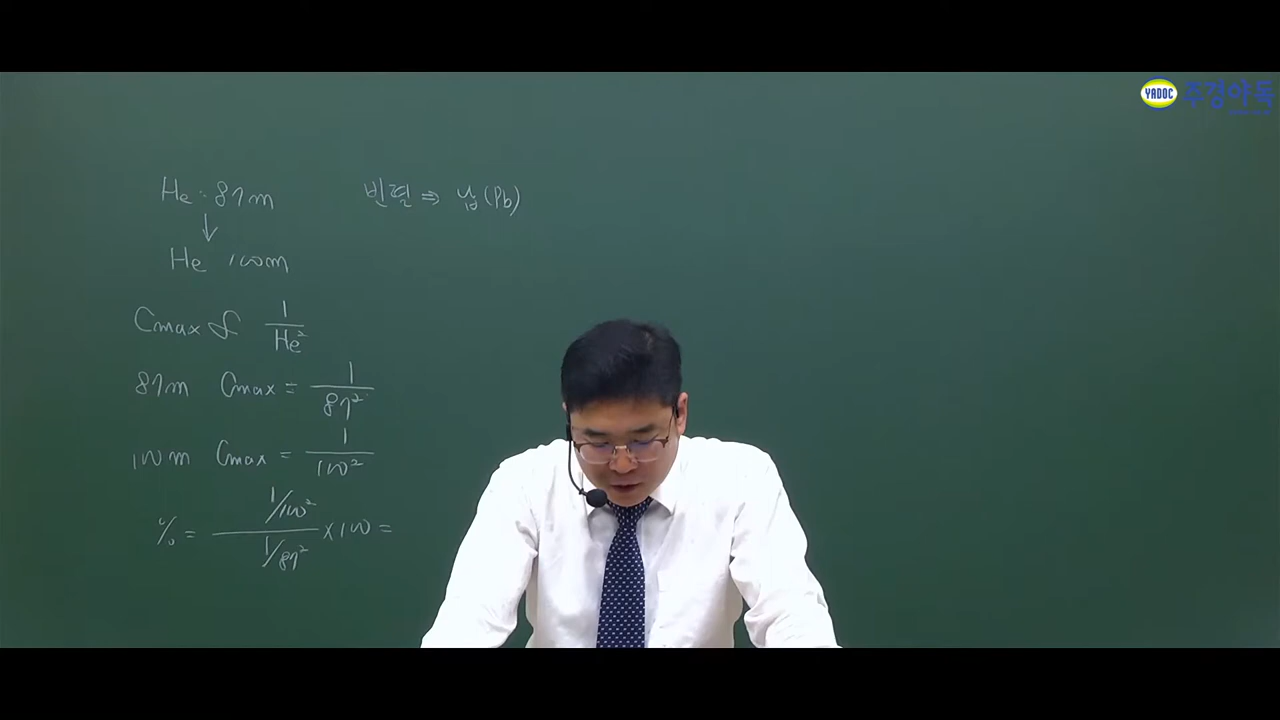 He : 87m
빈혈 ⇒ 납(Pb)
↓
He 100m
Cmax ∝ 1/He²
87m Cmax = 1/87²
100m Cmax = 1/100²
% = (1/100²)/(1/87²) × 100 =
YADOC 주경야독